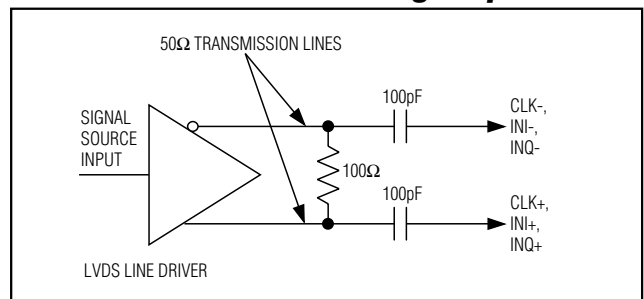 50Ω TRANSMISSION LINES
100pF
CLK-,
INI-,
INQ-
SIGNAL
SOURCE
INPUT
100Ω
100pF
CLK+,
INI+,
INQ+
LVDS LINE DRIVER